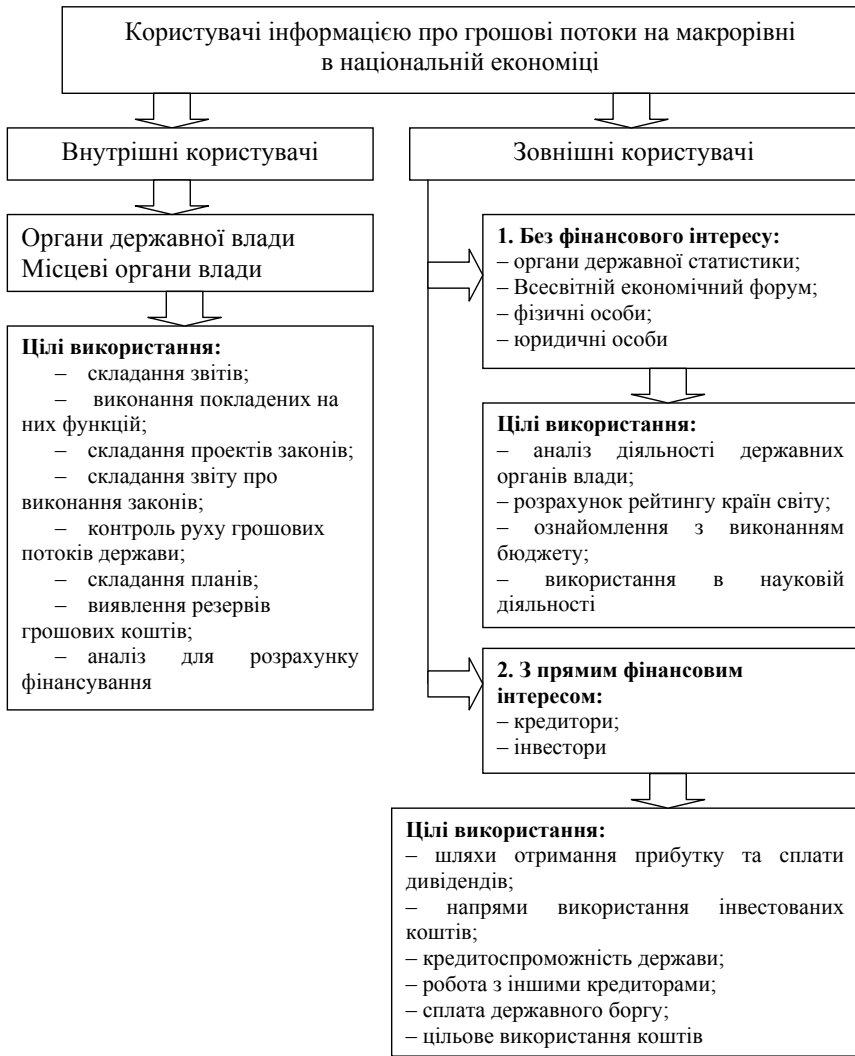 Користувачі інформацією про грошові потоки на макрорівні
в національній економіці
Внутрішні користувачі
Зовнішні користувачі
Органи державної влади
Місцеві органи влади
Цілі використання:
– складання звітів;
– виконання покладених на
них функцій;
– складання проектів законів;
– складання звіту про
виконання законів;
– контроль руху грошових
потоків держави;
– складання планів;
– виявлення резервів
грошових коштів;
– аналіз для розрахунку
фінансування
1. Без фінансового інтересу:
– органи державної статистики;
– Всесвітній економічний форум;
– фізичні особи;
– юридичні особи
Цілі використання:
– аналіз діяльності державних
органів влади;
– розрахунок рейтингу країн світу;
– ознайомлення з виконанням
бюджету;
– використання в науковій
діяльності
2. З прямим фінансовим
інтересом:
– кредитори;
– інвестори
Цілі використання:
– шляхи отримання прибутку та сплати
дивідендів;
– напрями використання інвестованих
коштів;
– кредитоспроможність держави;
– робота з іншими кредиторами;
– сплата державного боргу;
– цільове використання коштів